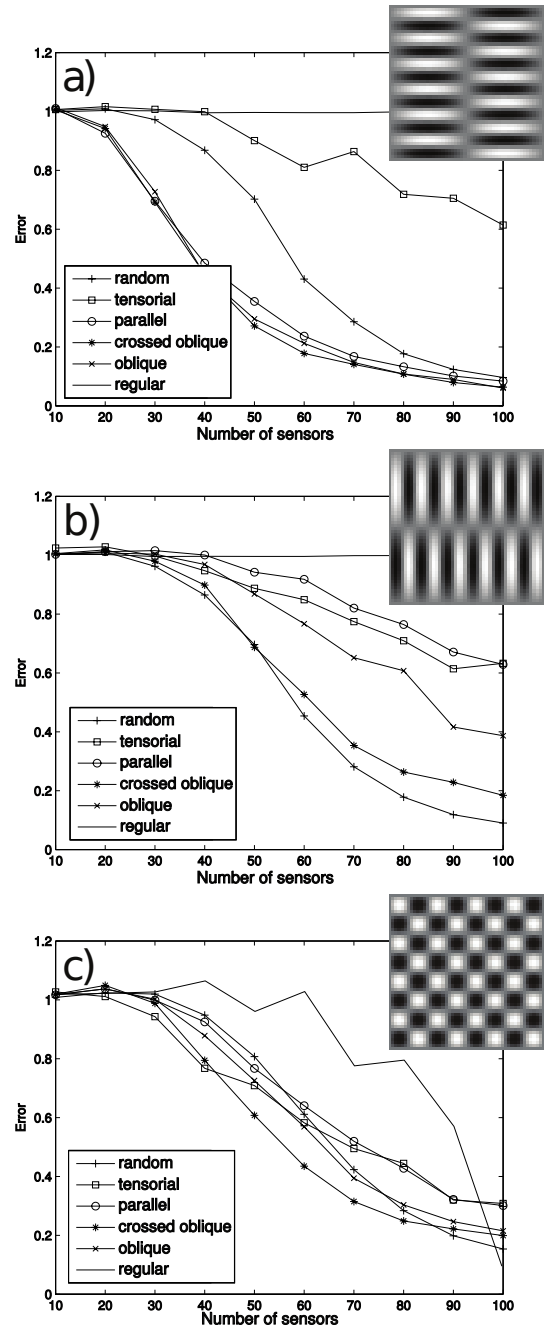 a)
1.2
1
0.8
0.6
0.4
0.2
0
Error
random
tensorial
parallel
crossed oblique
oblique
regular
10 20 30 40 50 60 70 80 90 100
Number of sensors
b)
1.2
1
0.8
0.6
0.4
0.2
0
Error
random
tensorial
parallel
crossed oblique
oblique
regular
10 20 30 40 50 60 70 80 90 100
Number of sensors
c)
1.2
1
0.8
0.6
0.4
0.2
0
Error
random
tensorial
parallel
crossed oblique
oblique
regular
10 20 30 40 50 60 70 80 90 100
Number of sensors